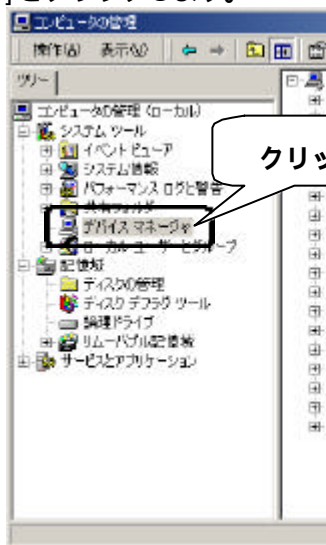 ]をクリックします。
コンピュータの管理
操作(A) 表示(V)
ツリー
コンピュータの管理 (ローカル)
システム ツール
イベント ビューア
システム情報
パフォーマンス ログと警告
共有フォルダ
デバイス マネージャ
ローカル ユーザーとグループ
記憶域
ディスクの管理
ディスク デフラグ ツール
論理ドライブ
リムーバブル記憶域
サービスとアプリケーション
クリッ